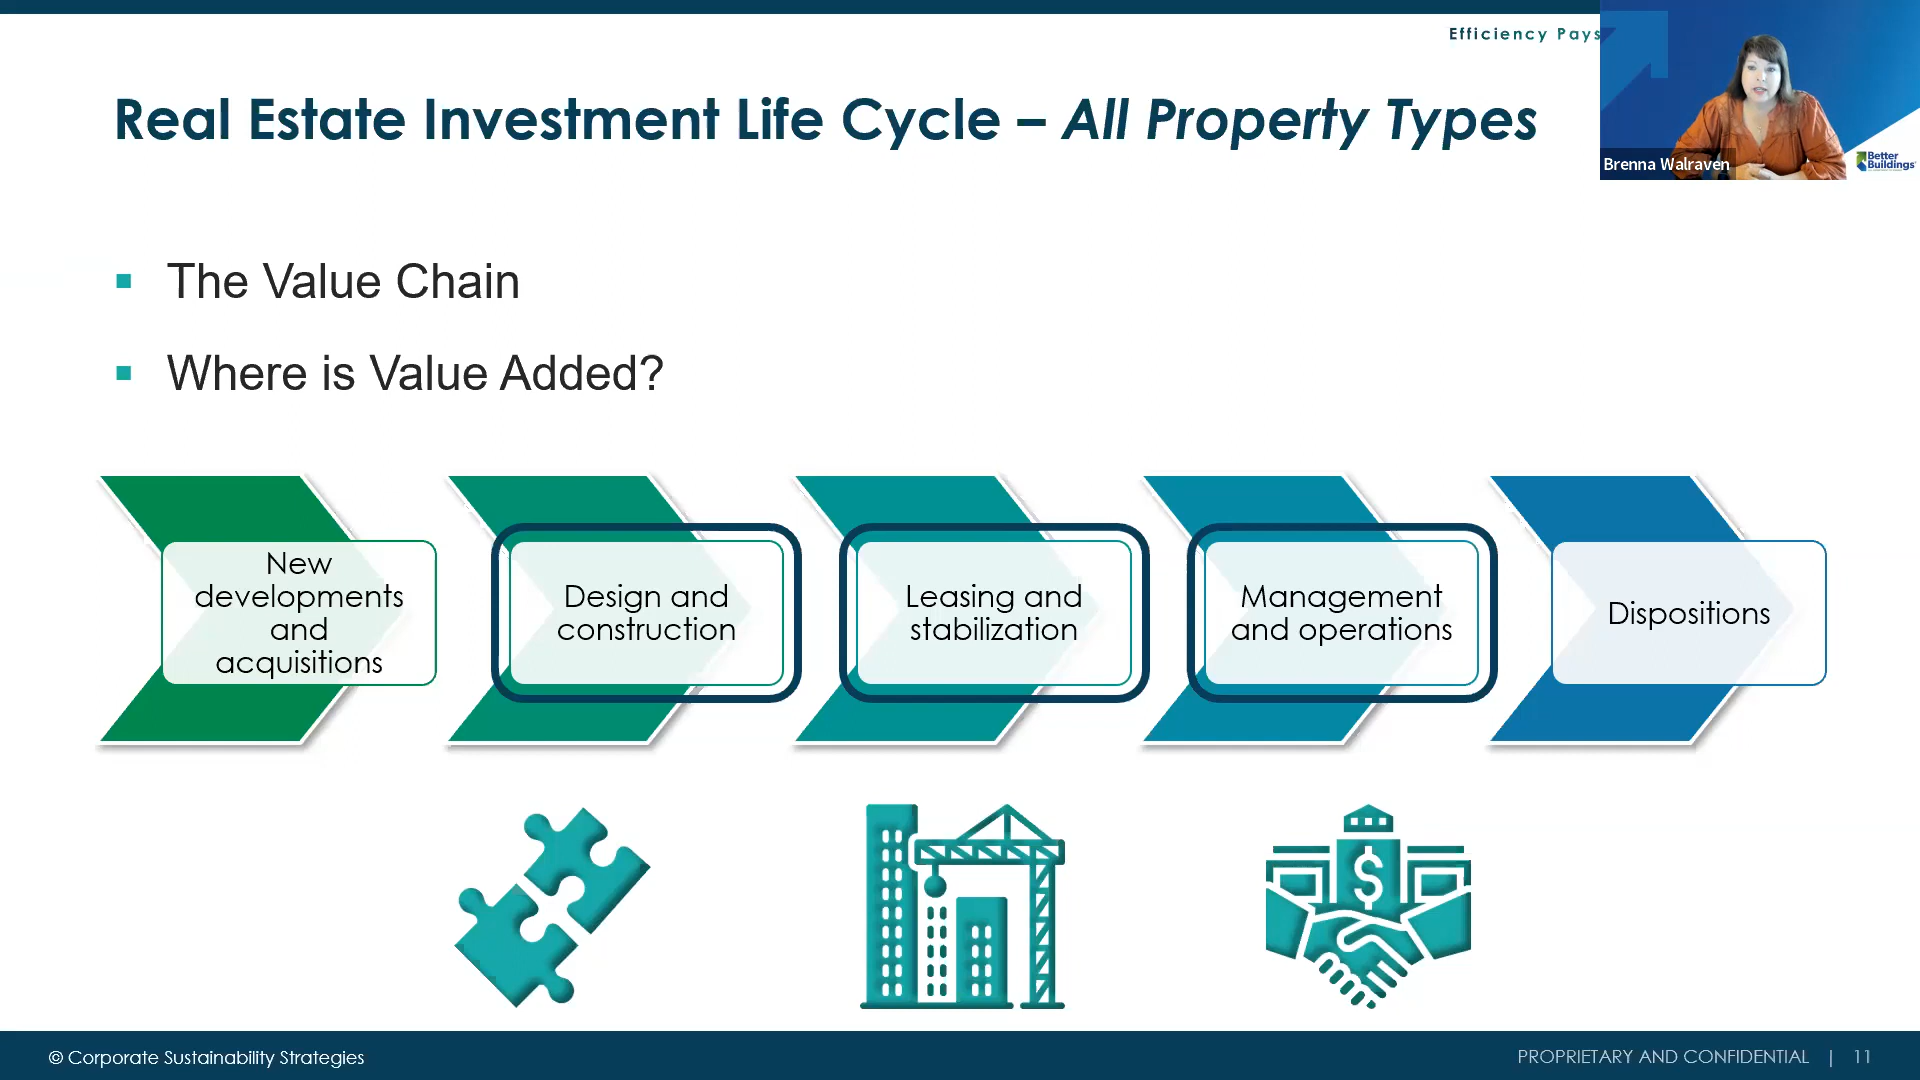 Efficiency Pays
Real Estate Investment Life Cycle – All Property Types
Brenna Walraven
Better
Buildings
The Value Chain
Where is Value Added?
New
developments
and
acquisitions
Design and
construction
Leasing and
stabilization
Management
and operations
Dispositions
$
© Corporate Sustainability Strategies
PROPRIETARY AND CONFIDENTIAL | 11